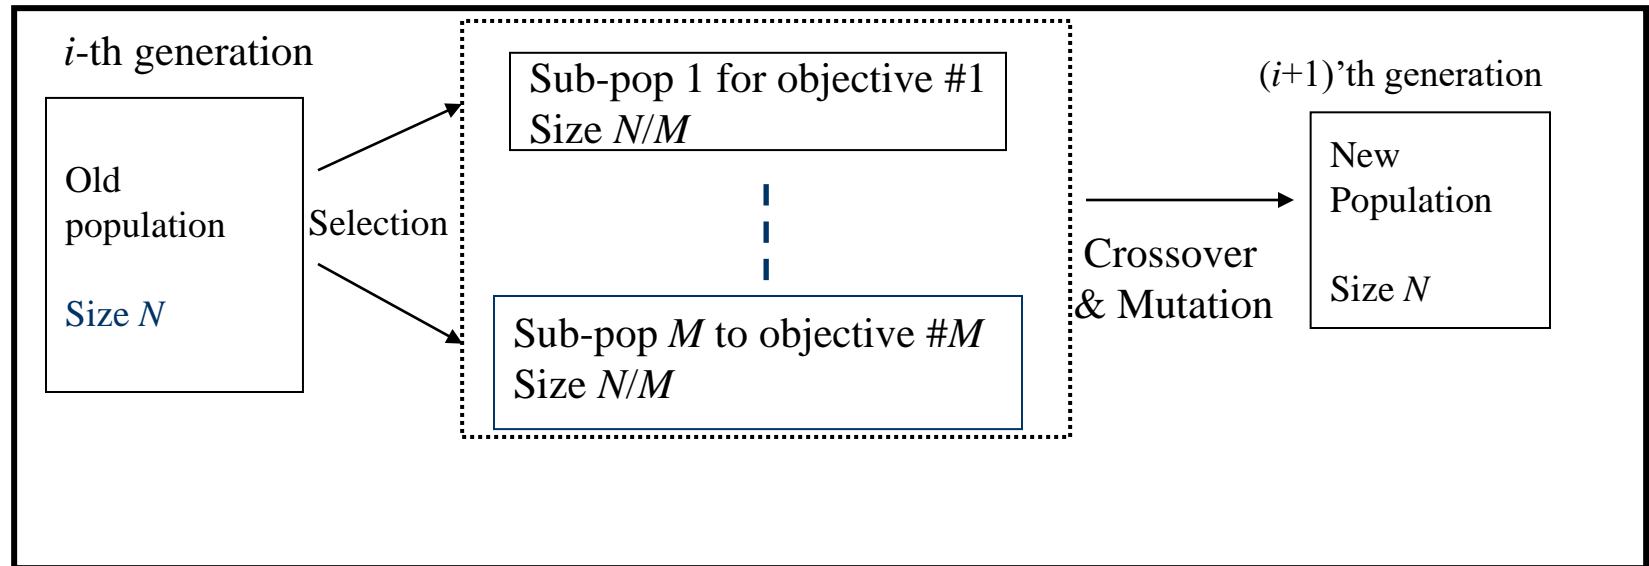 i-th generation
Old
population
Size N
Selection
Sub-pop 1 for objective #1
Size N/M
Sub-pop M to objective #M
Size N/M
Crossover
& Mutation
(i+1)’th generation
New
Population
Size N